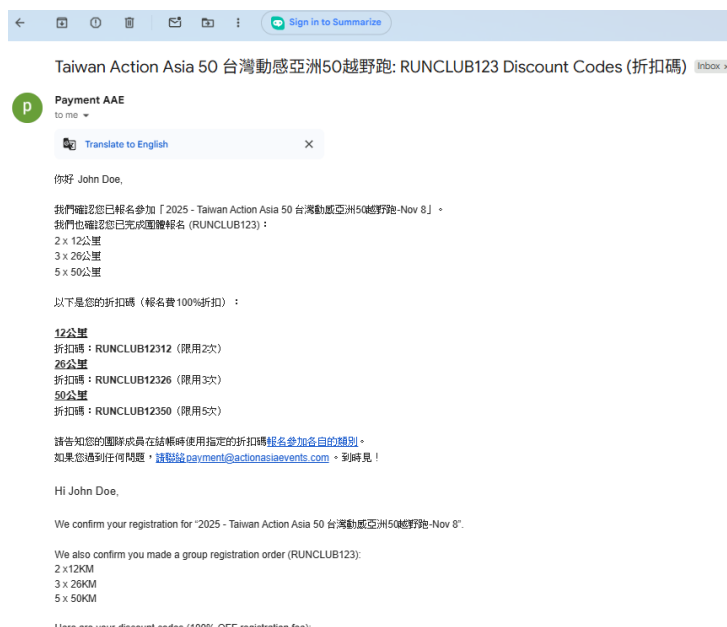 Sign in to Summarize
Taiwan Action Asia 50 台灣動感亞洲50越野跑: RUNCLUB123 Discount Codes (折扣碼) Inbox x
p
Payment AAE
to me
Translate to English
你好 John Doe,
我們確認您已報名參加「2025 - Taiwan Action Asia 50 台灣動感亞洲50越野跑-Nov 8」。
我們也確認您已完成團體報名 (RUNCLUB123)：
2 x 12公里
3 x 26公里
5 x 50公里
以下是您的折扣碼（報名費100%折扣）：
12公里
折扣碼：RUNCLUB12312（限用2次）
26公里
折扣碼：RUNCLUB12326（限用3次）
50公里
折扣碼：RUNCLUB12350（限用5次）
請告知您的團隊成員在結帳時使用指定的折扣碼報名參加各自的類別。
如果您遇到任何問題，請聯絡payment@actionasiaevents.com。到時見！
Hi John Doe,
We confirm your registration for “2025 - Taiwan Action Asia 50 台灣動感亞洲50越野跑-Nov 8”.
We also confirm you made a group registration order (RUNCLUB123):
2 x12KM
3 x 26KM
5 x 50KM
Here are your discount codes (100% OFF registration fee):